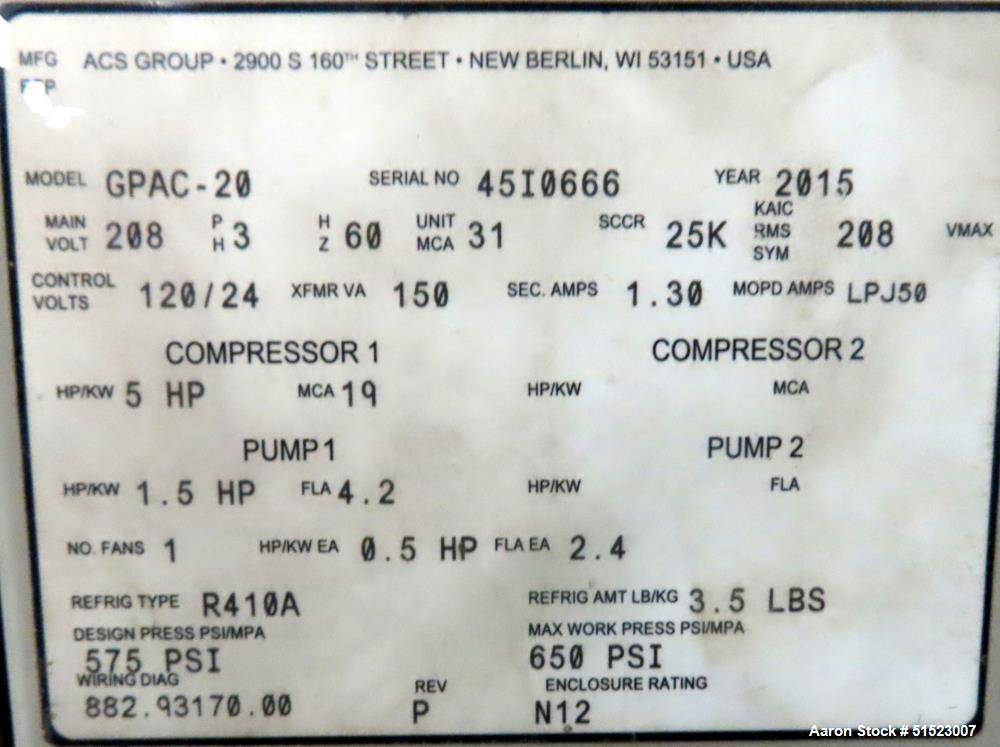 MFG ACS GROUP • 2900 S 160™ STREET • NEW BERLIN, WI 53151 • USA
MODEL GPAC-20 SERIAL NO 45I0666 YEAR 2015
MAIN VOLT 208 PH 3 HZ 60 UNIT MCA 31 SCCR 25K KAIC RMS SYM 208 VMAX
CONTROL VOLTS 120/24 XFMR VA 150 SEC. AMPS 1.30 MOPD AMPS LPJ50
COMPRESSOR 1 COMPRESSOR 2
HP/KW 5 HP MCA 19 HP/KW MCA
PUMP 1 PUMP 2
HP/KW 1.5 HP FLA 4.2 HP/KW FLA
NO. FANS 1 HP/KW EA 0.5 HP FLA EA 2.4
REFRIG TYPE R410A REFRIG AMT LB/KG 3.5 LBS
DESIGN PRESS PSI/MPA MAX WORK PRESS PSI/MPA
575 PSI 650 PSI
WIRING DIAG REV ENCLOSURE RATING
882.93170.00 P N12
Aaron Stock # 51523007